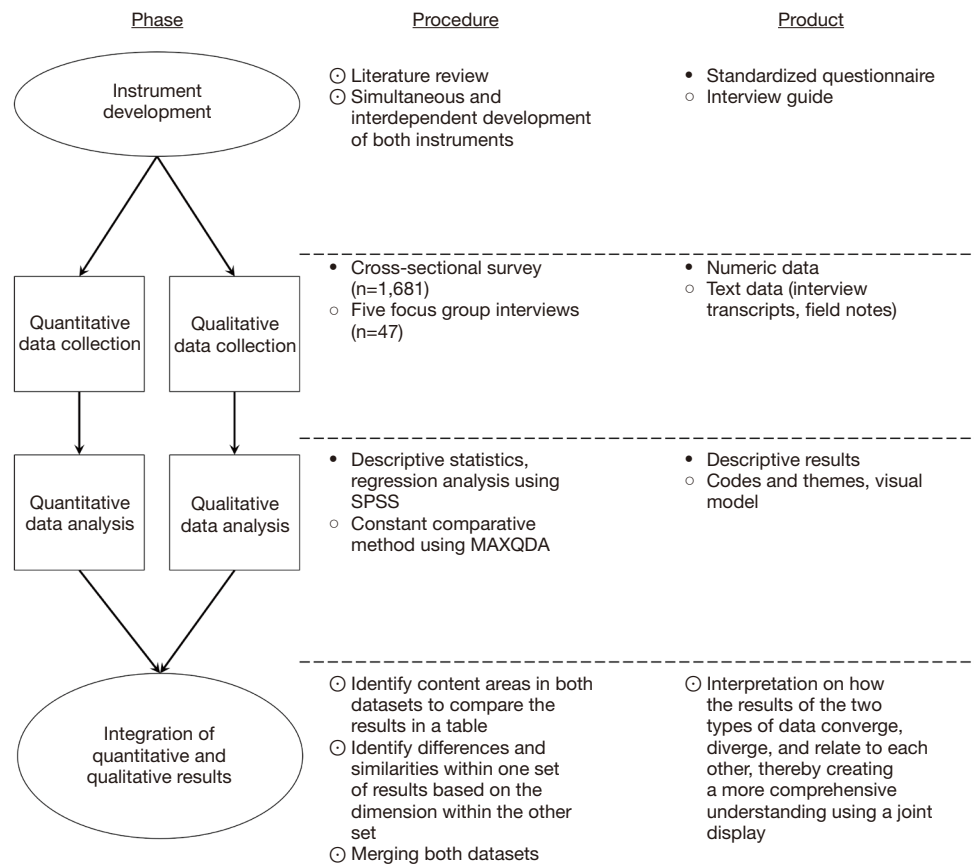 Phase
Procedure
Product
Instrument
development
⊙ Literature review
⊙ Simultaneous and
interdependent development
of both instruments
• Standardized questionnaire
○ Interview guide
Quantitative
data collection
Qualitative
data collection
• Cross-sectional survey
(n=1,681)
○ Five focus group interviews
(n=47)
• Numeric data
○ Text data (interview
transcripts, field notes)
Quantitative
data analysis
Qualitative
data analysis
• Descriptive statistics,
regression analysis using
SPSS
○ Constant comparative
method using MAXQDA
• Descriptive results
○ Codes and themes, visual
model
Integration of
quantitative and
qualitative results
⊙ Identify content areas in both
datasets to compare the
results in a table
⊙ Identify differences and
similarities within one set
of results based on the
dimension within the other
set
⊙ Merging both datasets
⊙ Interpretation on how
the results of the two
types of data converge,
diverge, and relate to each
other, thereby creating
a more comprehensive
understanding using a joint
display